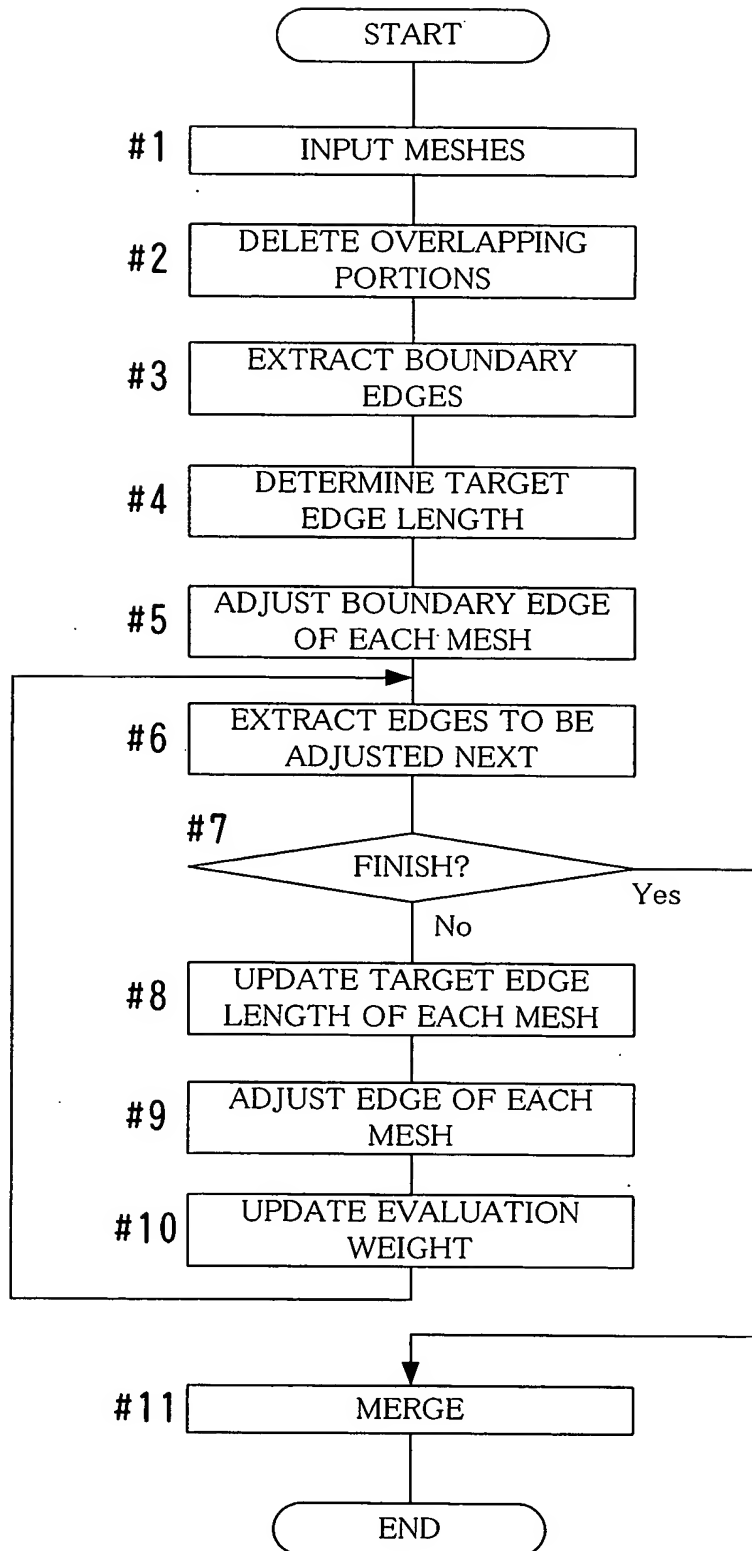 START
#1
INPUT MESHES
#2
DELETE OVERLAPPING
PORTIONS
#3
EXTRACT BOUNDARY
EDGES
#4
DETERMINE TARGET
EDGE LENGTH
#5
ADJUST BOUNDARY EDGE
OF EACH MESH
#6
EXTRACT EDGES TO BE
ADJUSTED NEXT
#7
FINISH?
Yes
No
#8
UPDATE TARGET EDGE
LENGTH OF EACH MESH
#9
ADJUST EDGE OF EACH
MESH
#10
UPDATE EVALUATION
WEIGHT
#11
MERGE
END